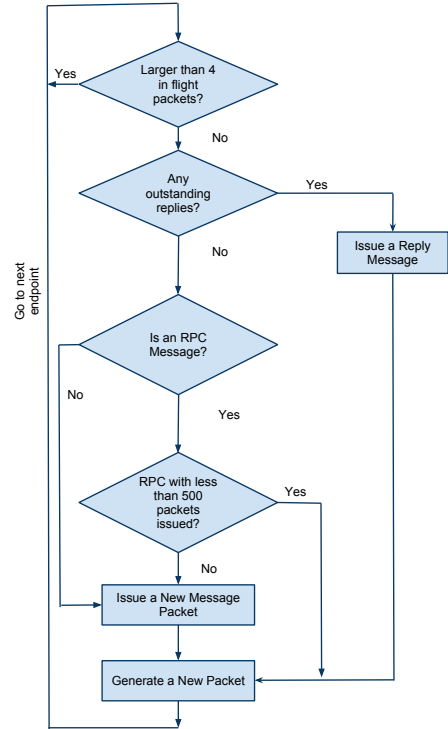 Larger than 4
in flight
packets?
Yes
No
Any
outstanding
replies?
Yes
Issue a Reply
Message
No
Go to next
endpoint
Is an RPC
Message?
No
Yes
RPC with less
than 500
packets
issued?
Yes
No
Issue a New Message
Packet
Generate a New Packet